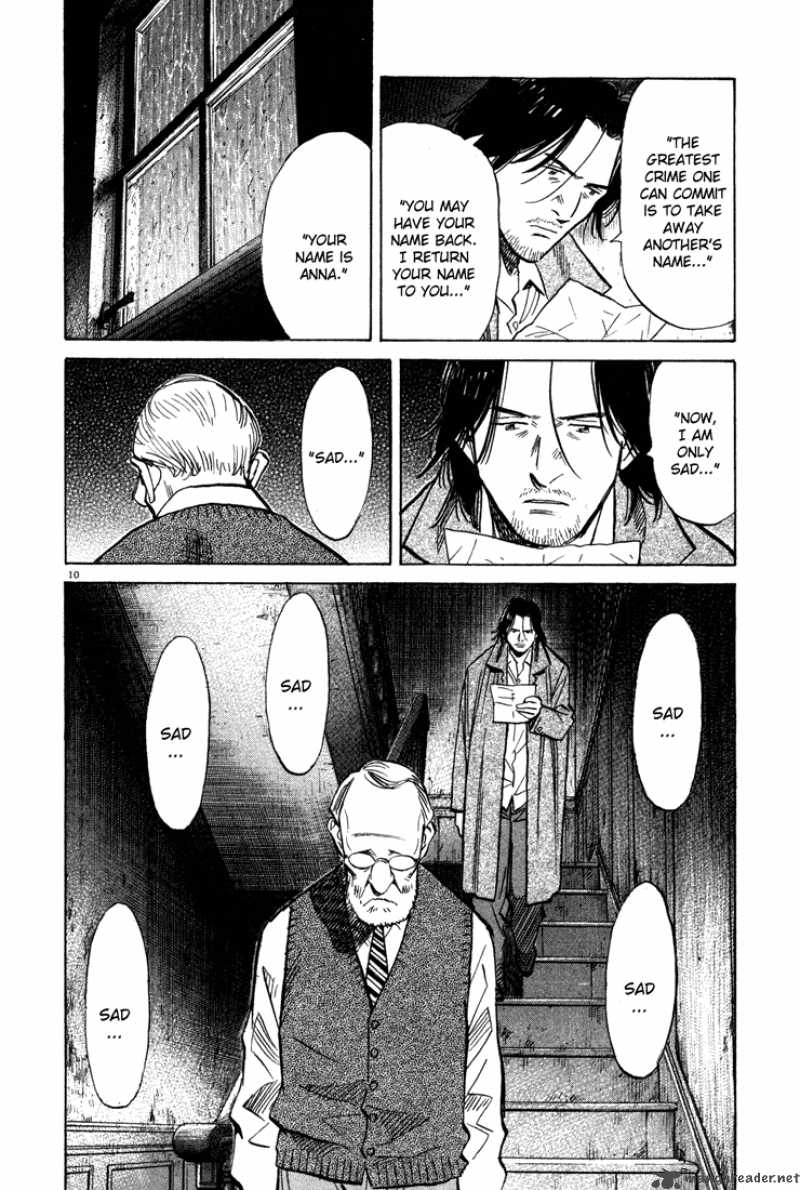 "THE
GREATEST
CRIME ONE
CAN COMMIT
IS TO TAKE
AWAY
ANOTHER'S
NAME..."
"YOU MAY
HAVE YOUR
NAME BACK.
I RETURN
YOUR NAME
TO YOU..."
"YOUR
NAME IS
ANNA."
"NOW,
I AM
ONLY
SAD..."
"SAD..."
10
SAD
...
SAD
...
SAD
...
SAD
...
SAD
...
mangareader.net